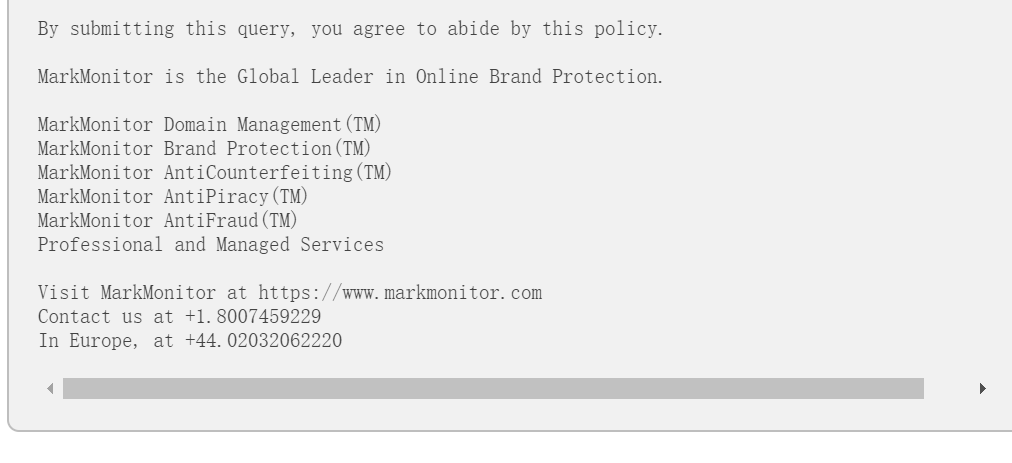 By submitting this query, you agree to abide by this policy.
MarkMonitor is the Global Leader in Online Brand Protection.
MarkMonitor Domain Management(TM)
MarkMonitor Brand Protection(TM)
MarkMonitor AntiCounterfeiting(TM)
MarkMonitor AntiPiracy(TM)
MarkMonitor AntiFraud(TM)
Professional and Managed Services
Visit MarkMonitor at https://www.markmonitor.com
Contact us at +1.8007459229
In Europe, at +44.02032062220